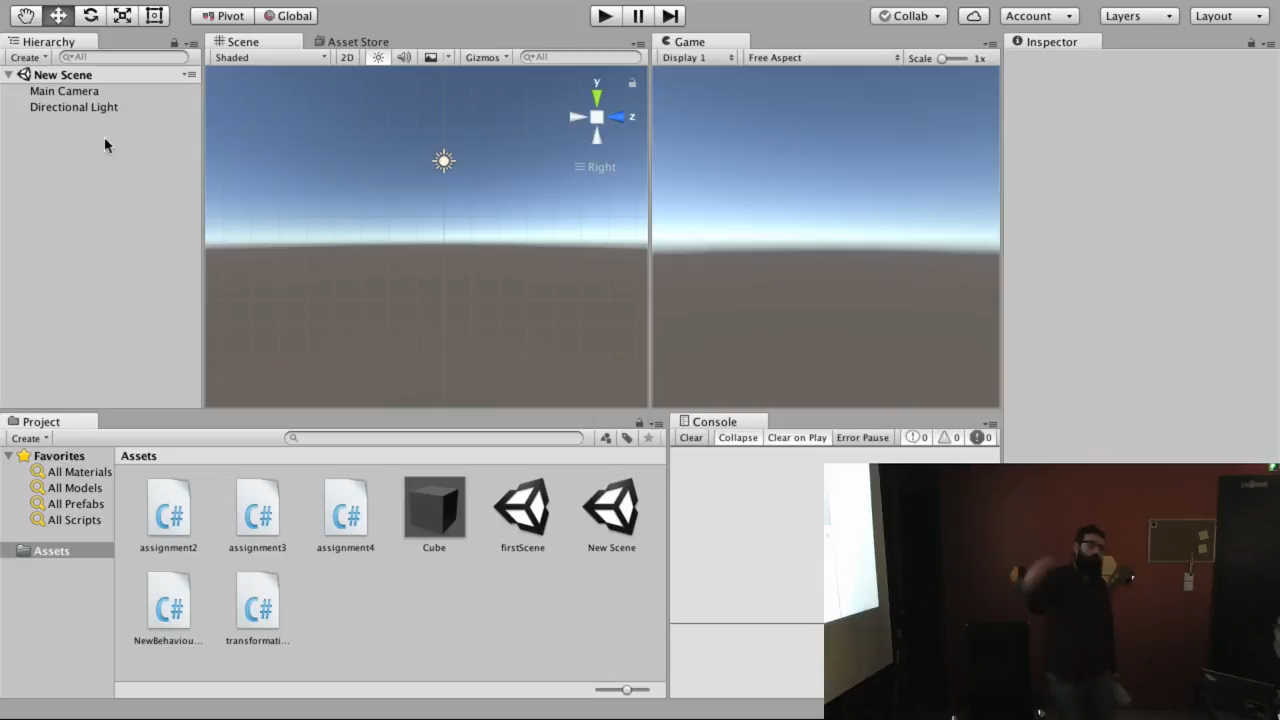 Pivot Global Collab Account Layers Layout
Hierarchy Scene Asset Store Game Inspector
Create All Shaded 2D Gizmos All Display 1 Free Aspect Scale 1x
New Scene
Main Camera
Directional Light
y
z
Right
Project Console
Create Clear Collapse Clear on Play Error Pause 0 0 0
Favorites Assets
All Materials
All Models
All Prefabs
All Scripts
Assets
C# C# C#
assignment2 assignment3 assignment4 Cube firstScene New Scene
C# C#
NewBehaviou... transformati...